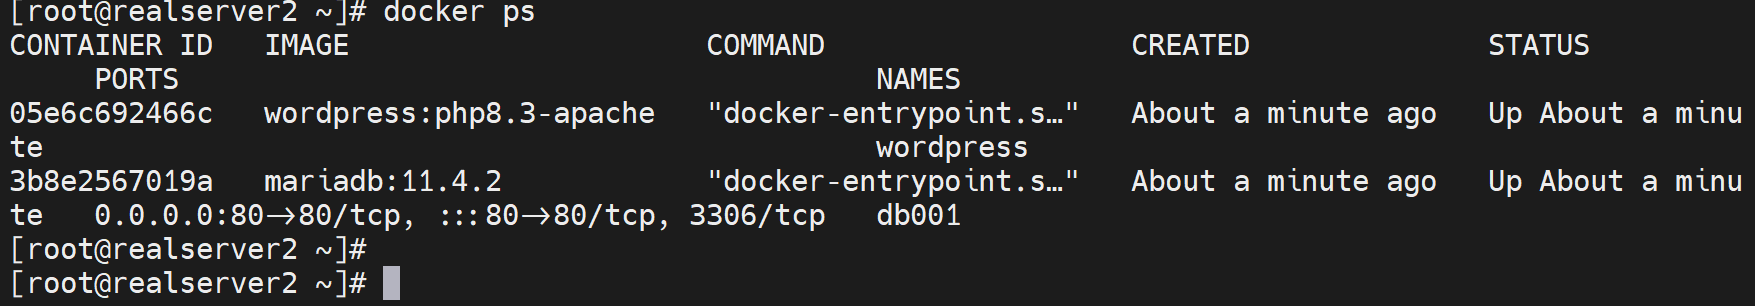 [root@realserver2 ~]# docker ps
CONTAINER ID   IMAGE                     COMMAND                  CREATED              STATUS
     PORTS                                         NAMES
05e6c692466c   wordpress:php8.3-apache   "docker-entrypoint.s…"   About a minute ago   Up About a minu
te                                                 wordpress
3b8e2567019a   mariadb:11.4.2            "docker-entrypoint.s…"   About a minute ago   Up About a minu
te   0.0.0.0:80->80/tcp, :::80->80/tcp, 3306/tcp   db001
[root@realserver2 ~]#
[root@realserver2 ~]#